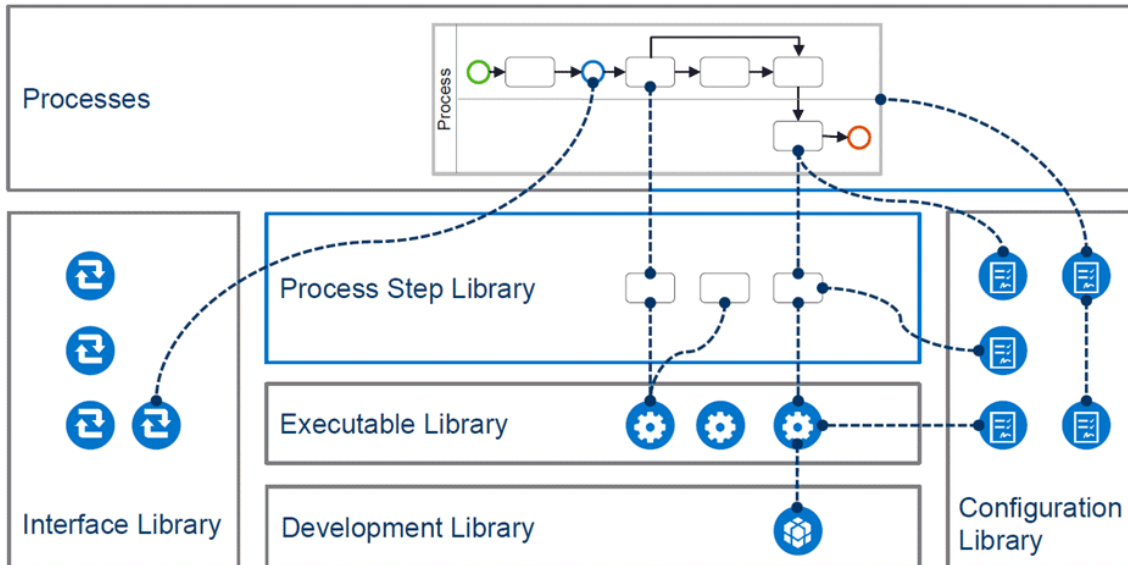 Processes
Process
Process Step Library
Executable Library
Interface Library
Development Library
Configuration
Library